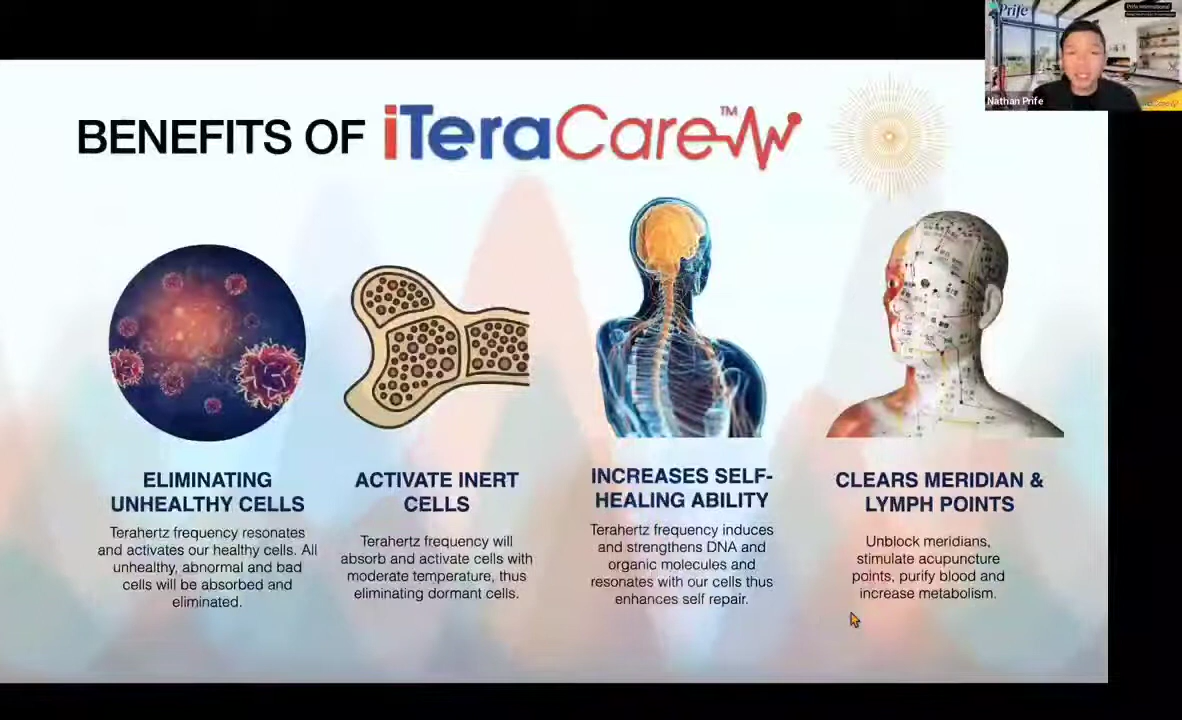 Prife
Prife International
Nathan Prife
BENEFITS OF iTeraCare™
ELIMINATING
UNHEALTHY CELLS
Terahertz frequency resonates
and activates our healthy cells. All
unhealthy, abnormal and bad
cells will be absorbed and
eliminated.
ACTIVATE INERT
CELLS
Terahertz frequency will
absorb and activate cells with
moderate temperature, thus
eliminating dormant cells.
INCREASES SELF-
HEALING ABILITY
Terahertz frequency induces
and strengthens DNA and
organic molecules and
resonates with our cells thus
enhances self repair.
CLEARS MERIDIAN &
LYMPH POINTS
Unblock meridians,
stimulate acupuncture
points, purify blood and
increase metabolism.